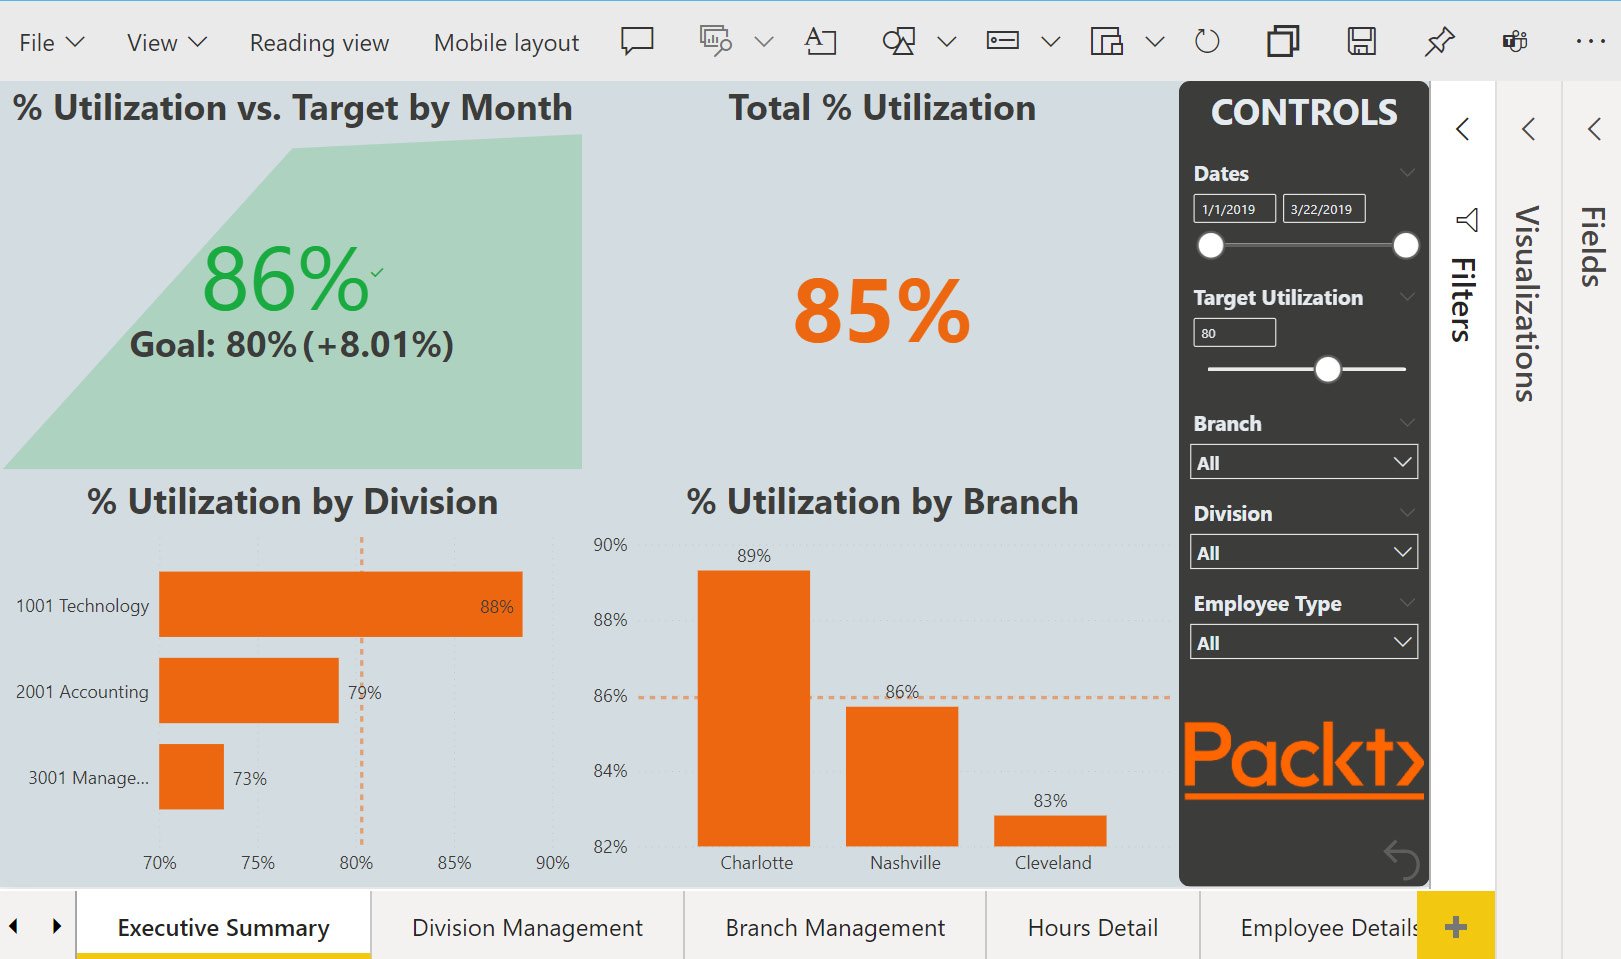 File
View
Reading view
Mobile layout
% Utilization vs. Target by Month
86%
Goal: 80% (+8.01%)
Total % Utilization
85%
% Utilization by Division
1001 Technology
88%
2001 Accounting
79%
3001 Manage...
73%
70% 75% 80% 85% 90%
% Utilization by Branch
90%
88%
86%
84%
82%
89%
86%
83%
Charlotte Nashville Cleveland
CONTROLS
Dates
1/1/2019 3/22/2019
Target Utilization
80
Branch
All
Division
All
Employee Type
All
Packt>
Filters
Visualizations
Fields
Executive Summary
Division Management
Branch Management
Hours Detail
Employee Details